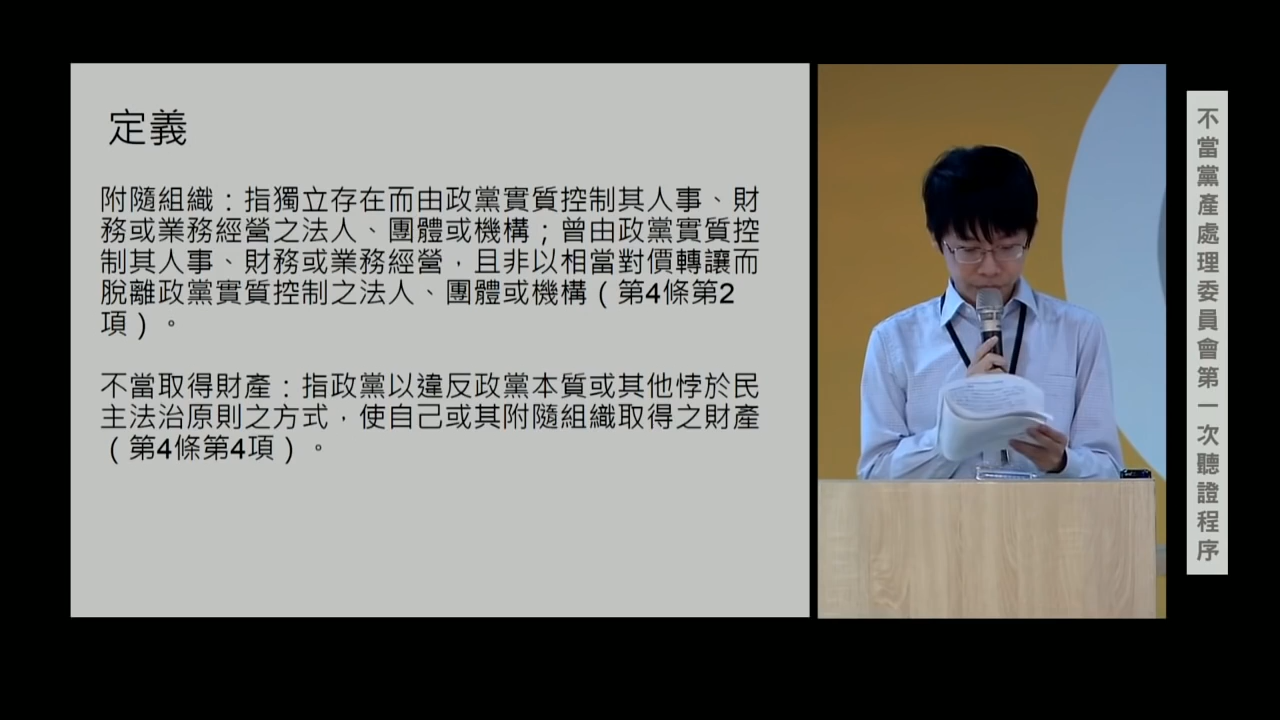 定義
附隨組織：指獨立存在而由政黨實質控制其人事、財
務或業務經營之法人、團體或機構；曾由政黨實質控
制其人事、財務或業務經營，且非以相當對價轉讓而
脫離政黨實質控制之法人、團體或機構（第4條第2
項）。
不當取得財產：指政黨以違反政黨本質或其他悖於民
主法治原則之方式，使自己或其附隨組織取得之財產
（第4條第4項）。
不當黨產處理委員會第一次聽證程序